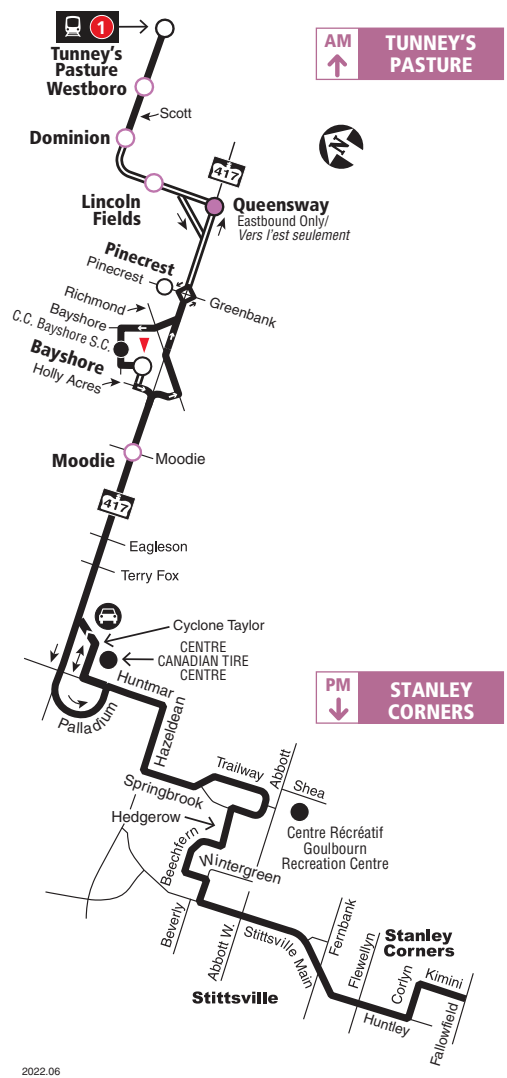 1
Tunney's
Pasture
Westboro
AM
TUNNEY'S
PASTURE
Scott
Dominion
N
417
Lincoln
Fields
Queensway
Eastbound Only/
Vers l'est seulement
Pinecrest
Pinecrest
Richmond
Greenbank
Bayshore
C.C. Bayshore S.C.
Bayshore
Holly Acres
Moodie
Moodie
417
Eagleson
Terry Fox
Cyclone Taylor
CENTRE
CANADIAN TIRE
CENTRE
Huntmar
Palladium
Hazeldean
PM
STANLEY
CORNERS
Springbrook
Trailway
Abbott
Shea
Hedgerow
Centre Récréatif
Goulbourn
Recreation Centre
Beechfern
Wintergreen
Beverly
Abbott W.
Stittsville Main
Fernbank
Stittsville
Flewellyn
Stanley
Corners
Corlyn
Kimini
Huntley
Fallowfield
2022.06